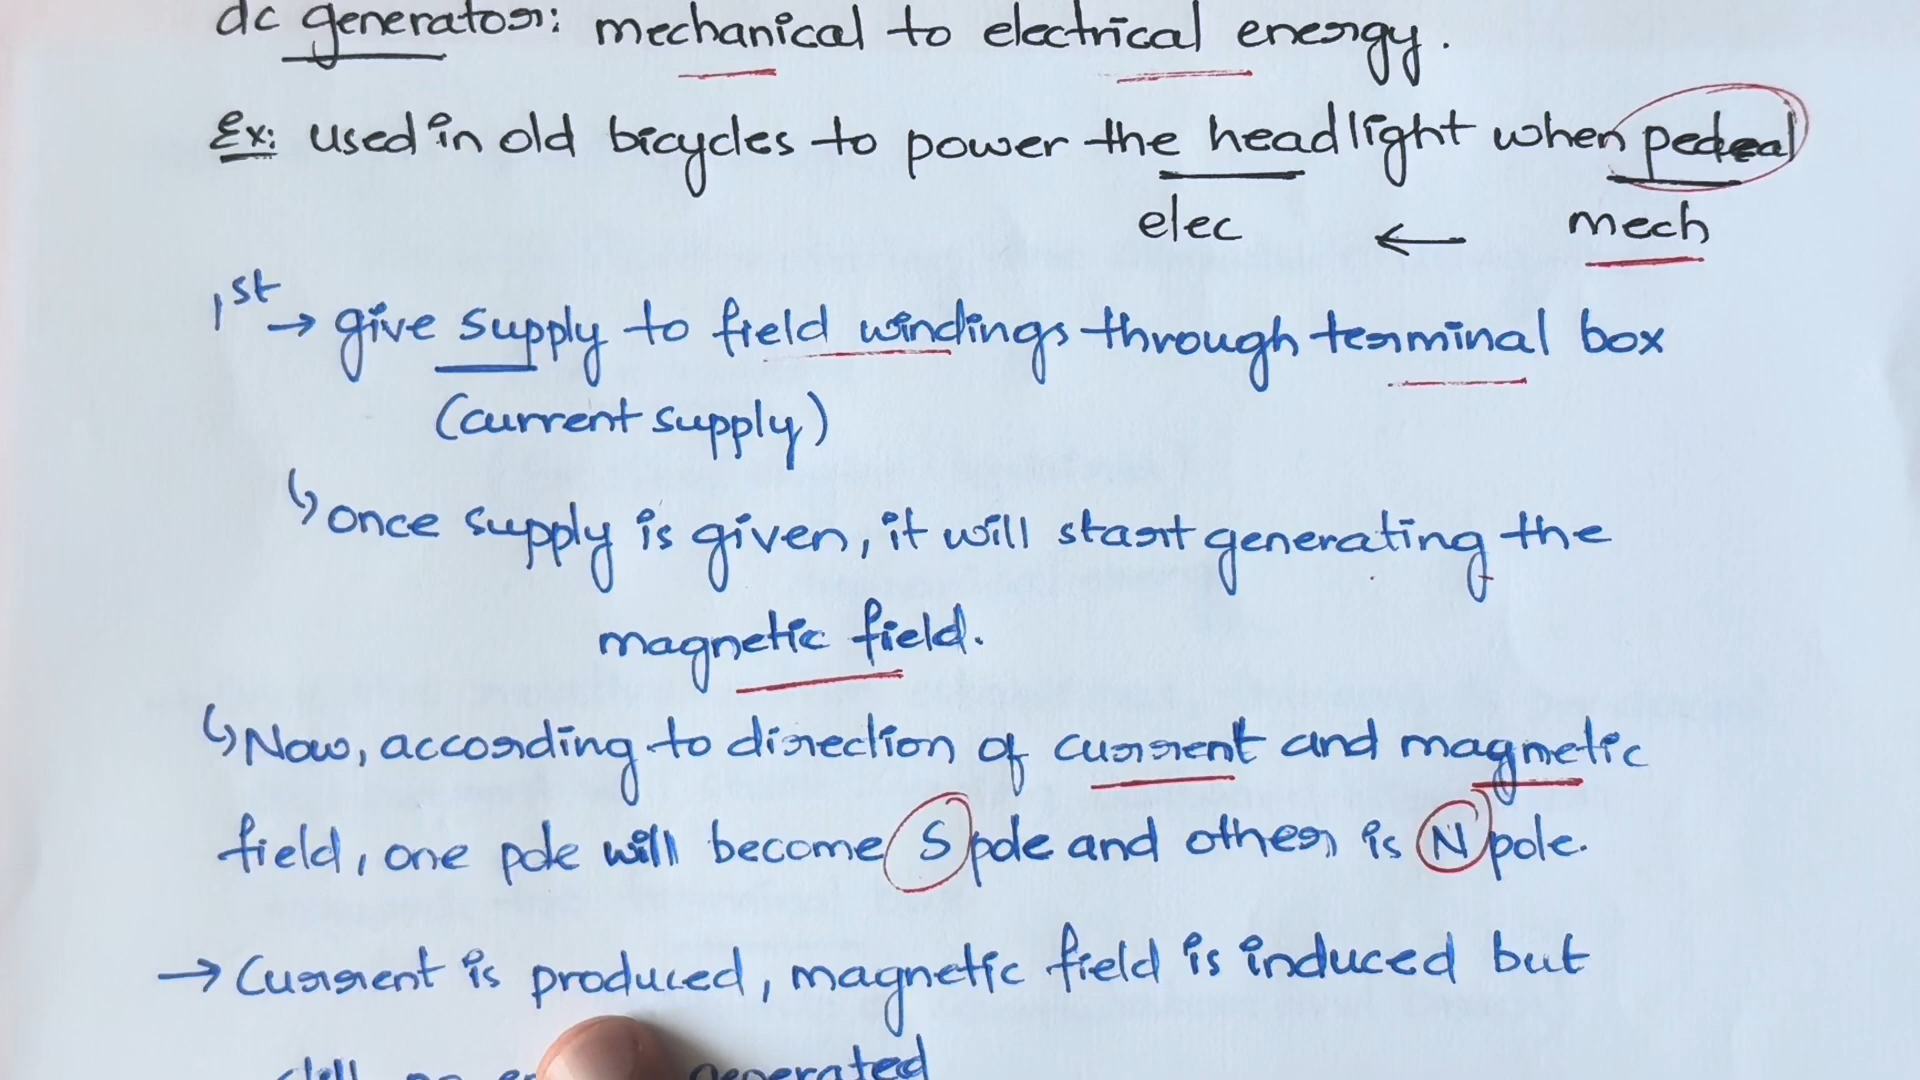 dc generator: mechanical to electrical energy.
Ex: used in old bicycles to power the headlight when pedal
elec ← mech
1st → give supply to field windings through terminal box
(current supply)
↳ once supply is given, it will start generating the
magnetic field.
↳ Now, according to direction of current and magnetic
field, one pole will become S pole and other is N pole.
→ Current is produced, magnetic field is induced but
still no generated